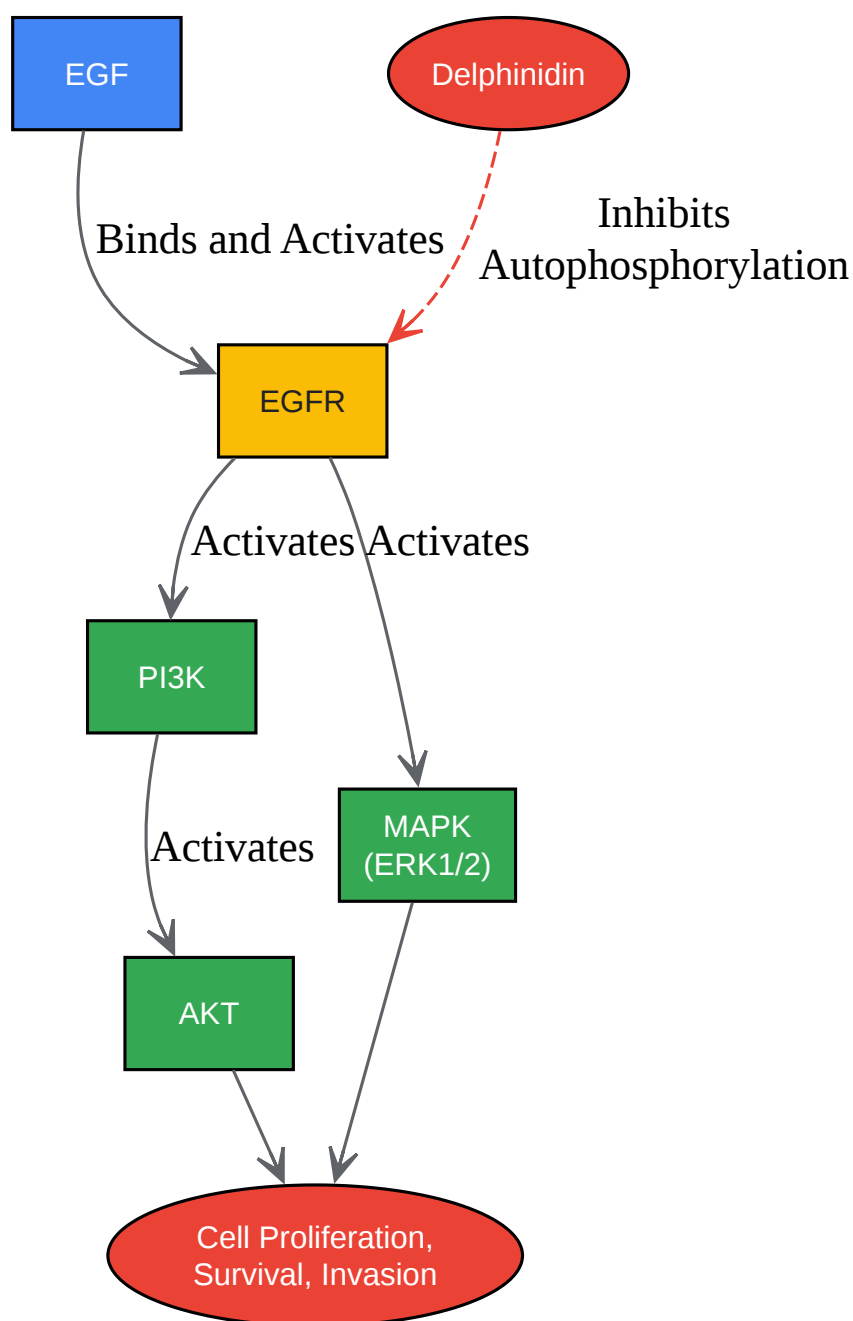 EGF
Delphinidin
Binds and Activates
Inhibits
Autophosphorylation
EGFR
Activates
Activates
PI3K
MAPK
(ERK1/2)
Activates
AKT
Cell Proliferation,
Survival, Invasion